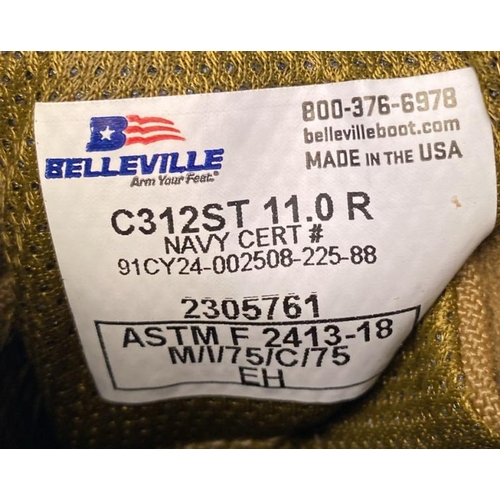 BELLEVILLE
Arm Your Feet.®
800-376-6978
bellevilleboot.com
MADE IN THE USA
C312ST 11.0 R
NAVY CERT #
91CY24-002508-225-88
2305761
ASTM F 2413-18
M/I/75/C/75
EH